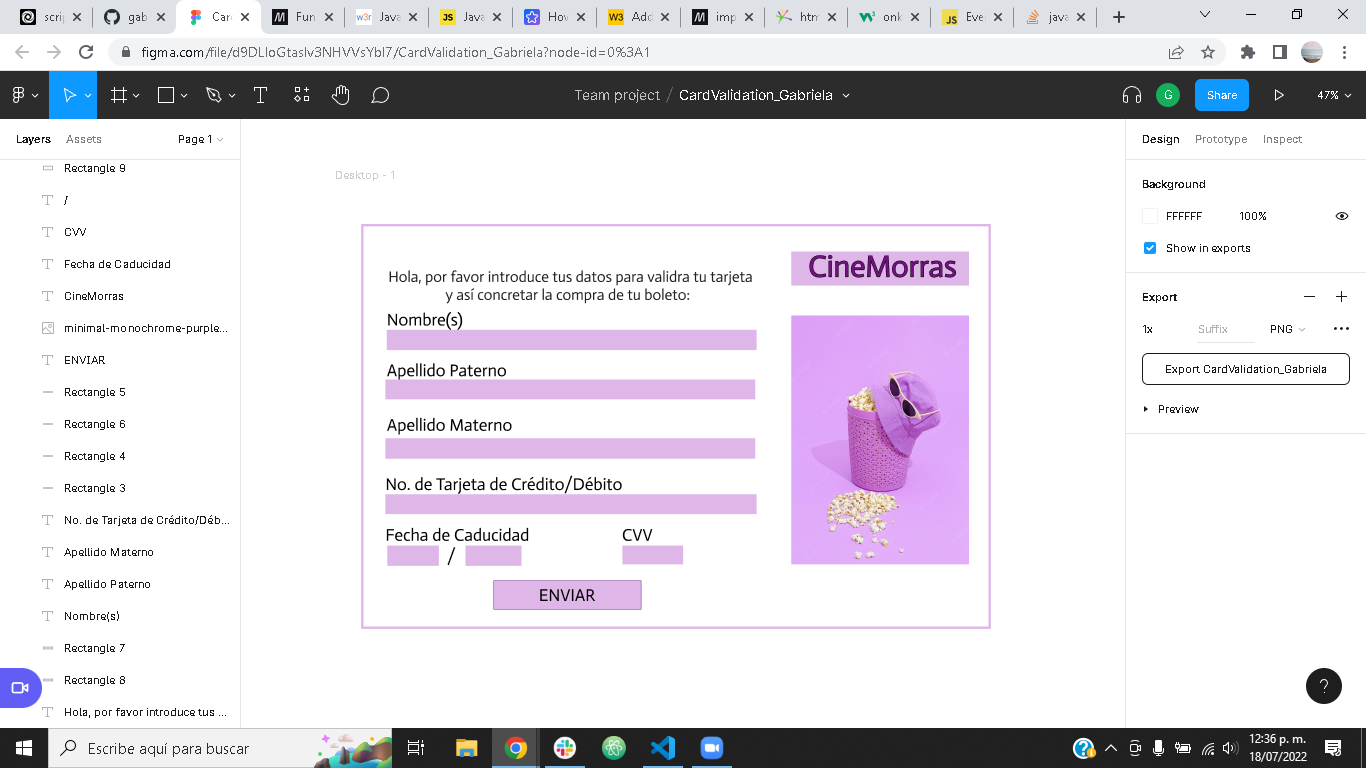 scrip
gab
Car
Fun
Java
Java
How
Add
imp
htm
onk
Eve
java
figma.com/file/d9DLIoGtaslv3NHVVsYbI7/CardValidation_Gabriela?node-id=0%3A1
Team project / CardValidation_Gabriela
G
Share
47%
Layers
Assets
Page 1
Design
Prototype
Inspect
Rectangle 9
/
CVV
Fecha de Caducidad
CineMorras
minimal-monochrome-purple...
ENVIAR
Rectangle 5
Rectangle 6
Rectangle 4
Rectangle 3
No. de Tarjeta de Crédito/Déb...
Apellido Materno
Apellido Paterno
Nombre(s)
Rectangle 7
Rectangle 8
Hola, por favor introduce tus ...
Desktop - 1
Hola, por favor introduce tus datos para validra tu tarjeta
y así concretar la compra de tu boleto:
CineMorras
Nombre(s)
Apellido Paterno
Apellido Materno
No. de Tarjeta de Crédito/Débito
Fecha de Caducidad
CVV
/
ENVIAR
Background
FFFFFF 100%
Show in exports
Export
1x Suffix PNG
Export CardValidation_Gabriela
Preview
?
Escribe aquí para buscar
12:36 p. m.
18/07/2022